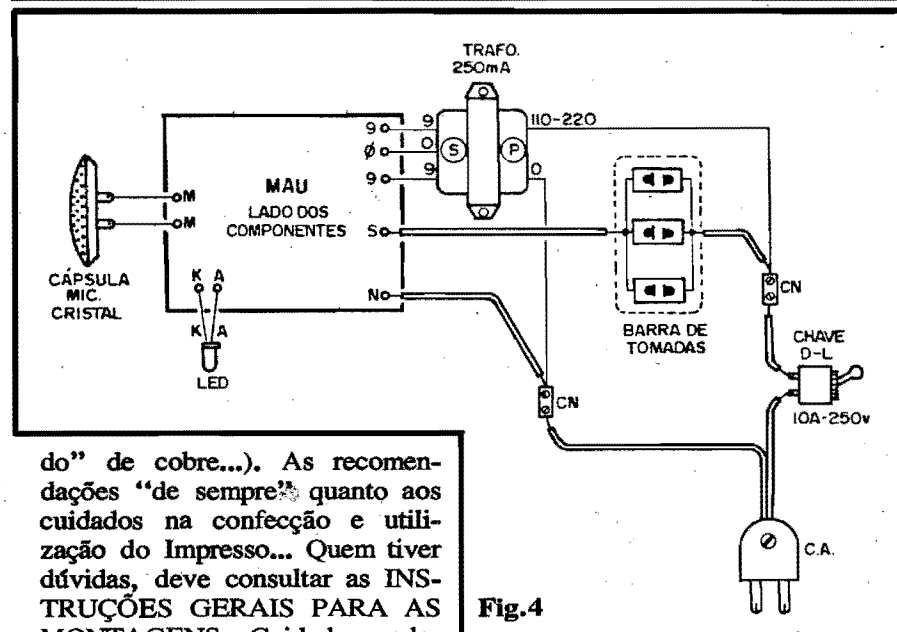 TRAFO.
250mA
9
9
110-220
Ø
0
S
P
9
9
0
MAU
LADO DOS
COMPONENTES
M
M
S
N
K A
K A
LED
CÁPSULA
MIC.
CRISTAL
BARRA DE
TOMADAS
CN
CHAVE
D-L
10A-250v
CN
C.A.
do” de cobre...). As recomen-
dações “de sempre” quanto aos
cuidados na confecção e utili-
zação do Impresso... Quem tiver
dúvidas, deve consultar as INS-
TRUÇÕES GERAIS PARA AS
Fig.4